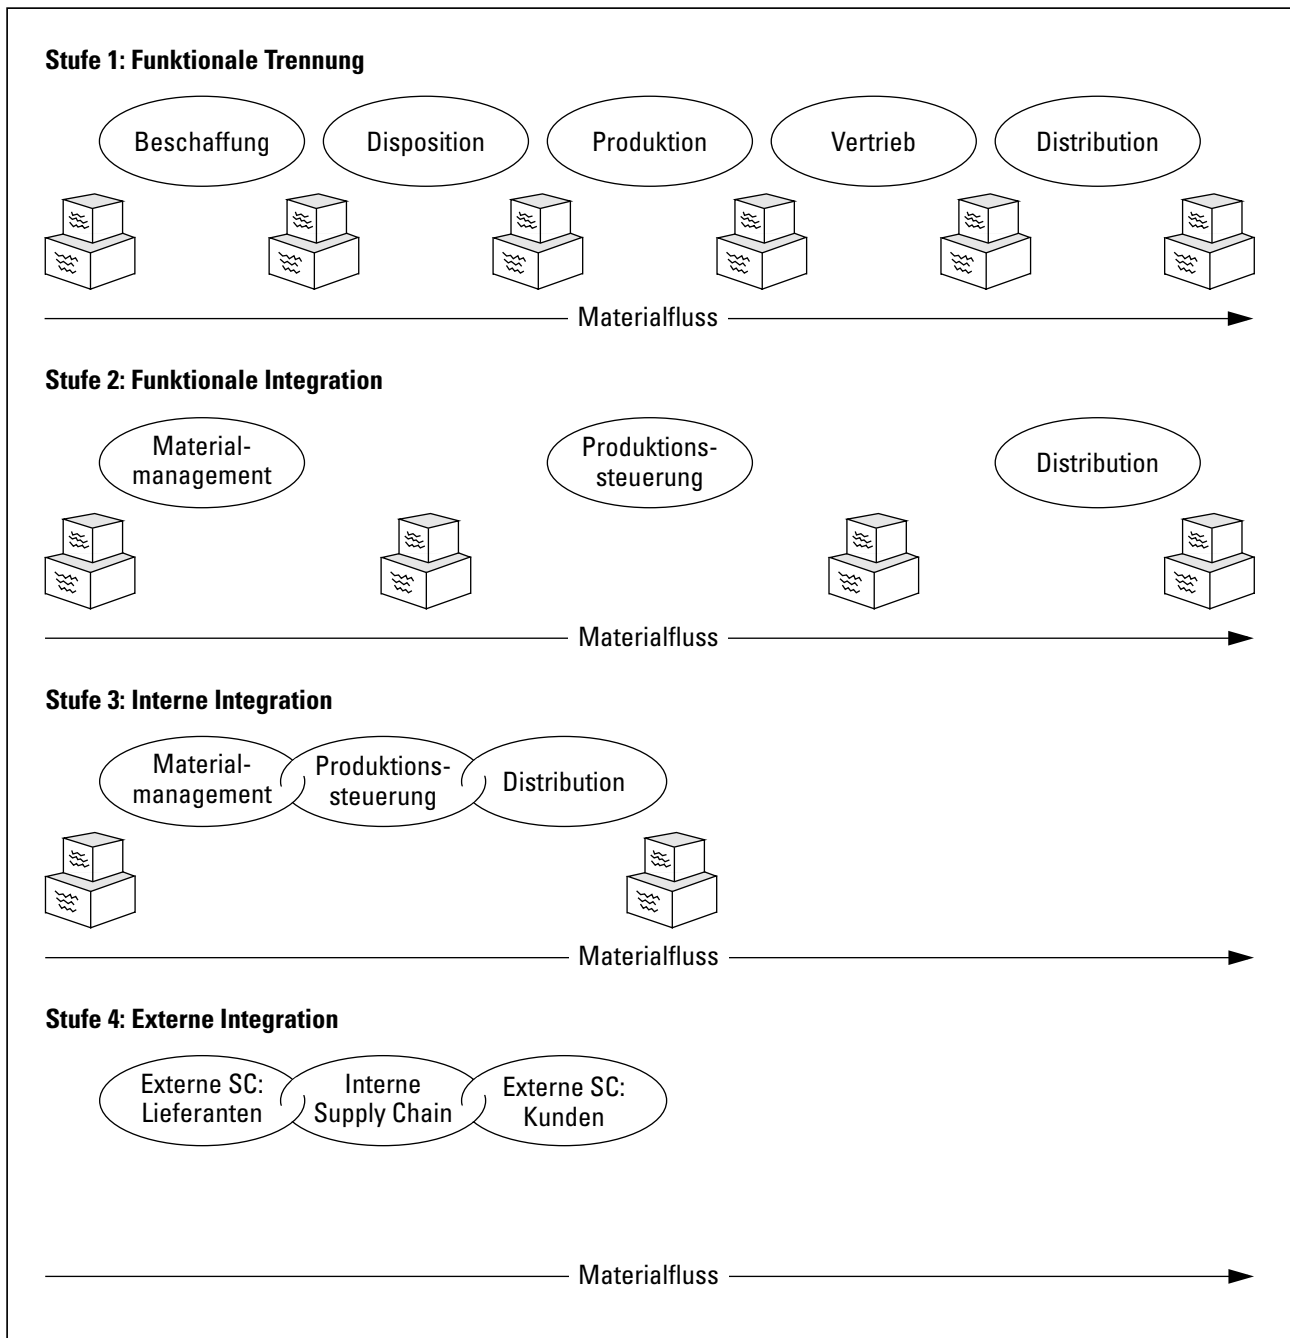 Stufe 1: Funktionale Trennung
Beschaffung
Disposition
Produktion
Vertrieb
Distribution
Materialfluss
Stufe 2: Funktionale Integration
Material-
management
Produktions-
steuerung
Distribution
Materialfluss
Stufe 3: Interne Integration
Material-
management
Produktions-
steuerung
Distribution
Materialfluss
Stufe 4: Externe Integration
Externe SC:
Lieferanten
Interne
Supply Chain
Externe SC:
Kunden
Materialfluss